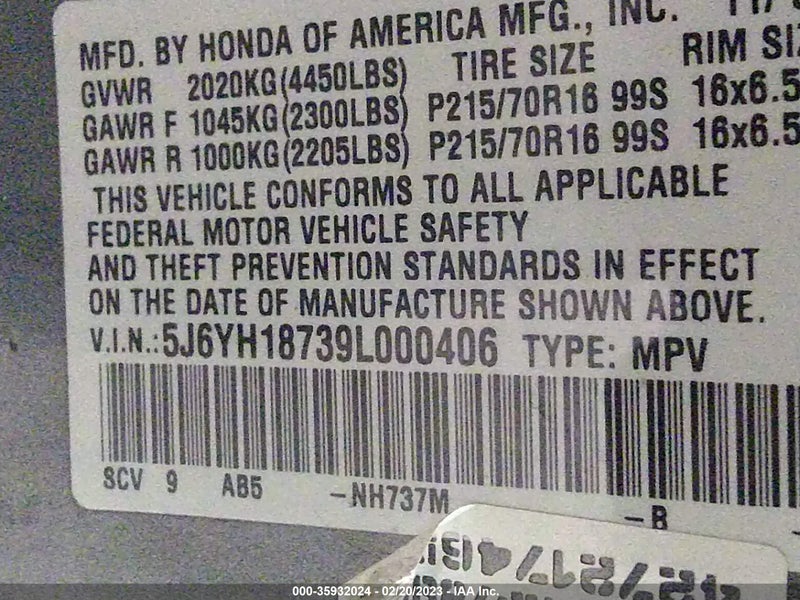 MFD. BY HONDA OF AMERICA MFG., INC. 11/
GVWR 2020KG(4450LBS) TIRE SIZE RIM SIZ
GAWR F 1045KG(2300LBS) P215/70R16 99S 16x6.5
GAWR R 1000KG(2205LBS) P215/70R16 99S 16x6.5
THIS VEHICLE CONFORMS TO ALL APPLICABLE
FEDERAL MOTOR VEHICLE SAFETY
AND THEFT PREVENTION STANDARDS IN EFFECT
ON THE DATE OF MANUFACTURE SHOWN ABOVE.
V.I.N.:5J6YH18739L000406 TYPE: MPV
SCV 9 AB5 -NH737M -B
000-35932024 - 02/20/2023 - IAA Inc.